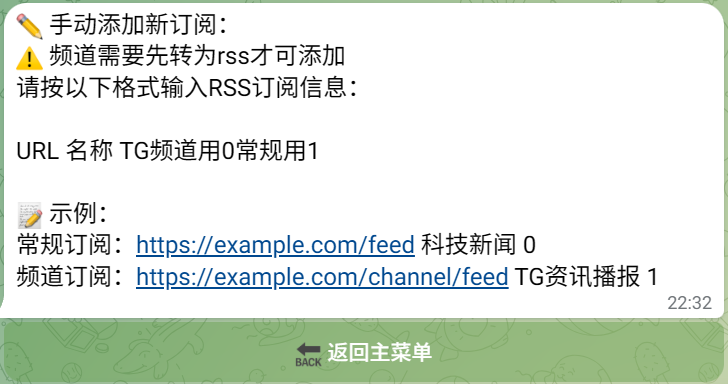 ✏️ 手动添加新订阅：
⚠️ 频道需要先转为rss才可添加
请按以下格式输入RSS订阅信息：
URL 名称 TG频道用0常规用1
📝 示例：
常规订阅：https://example.com/feed 科技新闻 0
频道订阅：https://example.com/channel/feed TG资讯播报 1
22:32
🔙 返回主菜单